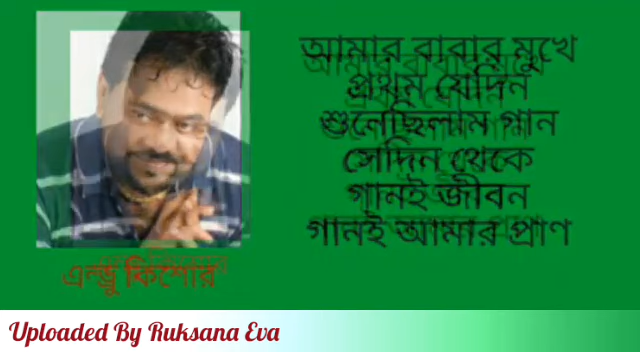 আমার বাবার মুখে
প্রথম যেদিন
শুনেছিলাম গান
সেদিন থেকে
গানই জীবন
গানই আমার প্রাণ
এন্ড্রু কিশোর
Uploaded By Ruksana Eva